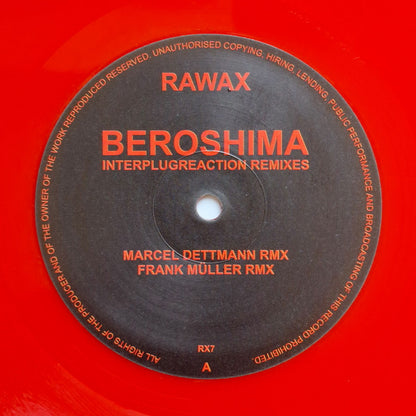 ALL RIGHTS OF THE PRODUCER AND OF THE OWNER OF THE WORK REPRODUCED RESERVED. UNAUTHORISED COPYING, HIRING, LENDING, PUBLIC PERFORMANCE AND BROADCASTING OF THIS RECORD PROHIBITED.
RAWAX
BEROSHIMA
INTERPLUGREACTION REMIXES
MARCEL DETTMANN RMX
FRANK MÜLLER RMX
RX7
A